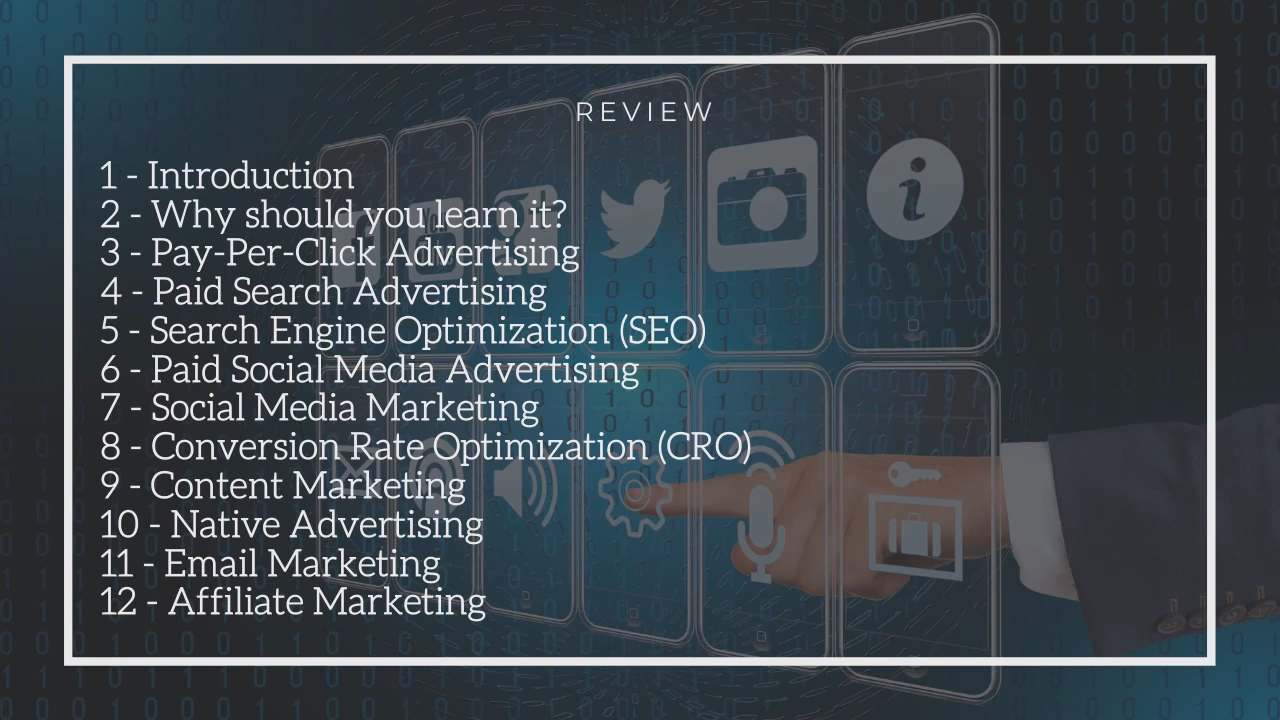 REVIEW
1 - Introduction
2 - Why should you learn it?
3 - Pay-Per-Click Advertising
4 - Paid Search Advertising
5 - Search Engine Optimization (SEO)
6 - Paid Social Media Advertising
7 - Social Media Marketing
8 - Conversion Rate Optimization (CRO)
9 - Content Marketing
10 - Native Advertising
11 - Email Marketing
12 - Affiliate Marketing